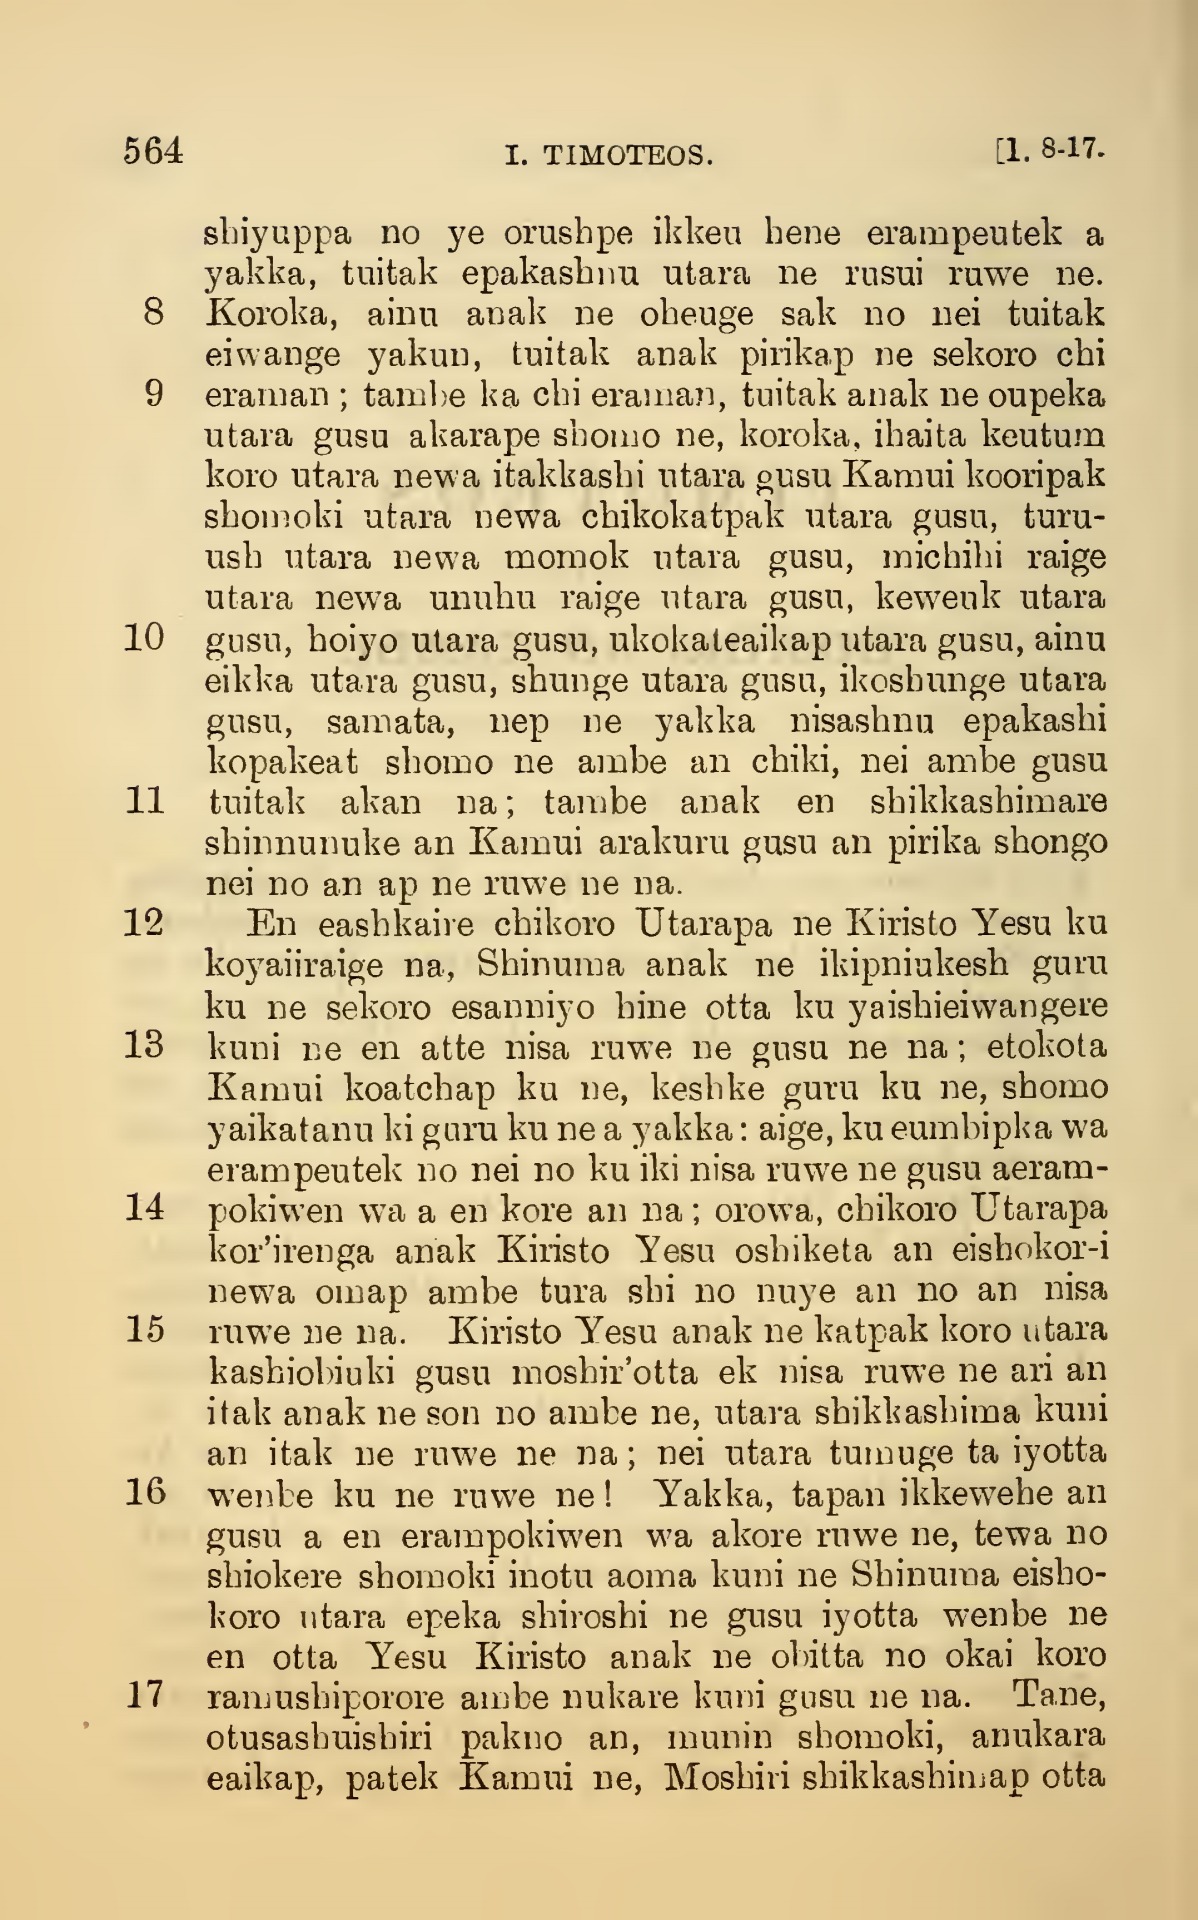 564 I. TIMOTEOS. [1. 8-17.
shiyuppa no ye orushpe ikkeu hene erampeutek a
yakka, tuitak epakashnu utara ne rusui ruwe ne.
8 Koroka, ainu anak ne oheuge sak no nei tuitak
eiwange yakun, tuitak anak pirikap ne sekoro chi
9 eraman ; tambe ka chi eraman, tuitak anak ne oupeka
utara gusu akarape shomo ne, koroka, ihaita keutum
koro utara newa itakkashi utara gusu Kamui kooripak
shomoki utara newa chikokatpak utara gusu, turu-
ush utara newa momok utara gusu, michihi raige
utara newa unuhu raige utara gusu, kewenk utara
10 gusu, hoiyo utara gusu, ukokateaikap utara gusu, ainu
eikka utara gusu, shunge utara gusu, ikoshunge utara
gusu, samata, nep ne yakka nisashnu epakashi
kopakeat shomo ne ambe an chiki, nei ambe gusu
11 tuitak akan na ; tambe anak en shikkashimare
shinnunuke an Kamui arakuru gusu an pirika shongo
nei no an ap ne ruwe ne na.
12 En eashkaire chikoro Utarapa ne Kiristo Yesu ku
koyaiiraige na, Shinuma anak ne ikipniukesh guru
ku ne sekoro esanniyo hine otta ku yaishieiwangere
13 kuni ne en atte nisa ruwe ne gusu ne na ; etokota
Kamui koatchap ku ne, keshke guru ku ne, shomo
yaikatanu ki guru ku ne a yakka : aige, ku eumbipka wa
erampeutek no nei no ku iki nisa ruwe ne gusu aeram-
14 pokiwen wa a en kore an na ; orowa, chikoro Utarapa
kor'irenga anak Kiristo Yesu oshiketa an eishokor-i
newa omap ambe tura shi no nuye an no an nisa
15 ruwe ne na. Kiristo Yesu anak ne katpak koro utara
kashiobiuki gusu moshir'otta ek nisa ruwe ne ari an
itak anak ne son no ambe ne, utara shikkashima kuni
an itak ne ruwe ne na ; nei utara tumuge ta iyotta
16 wenbe ku ne ruwe ne! Yakka, tapan ikkewehe an
gusu a en erampokiwen wa akore ruwe ne, tewa no
shiokere shomoki inotu aoma kuni ne Shinuma eisho-
koro utara epeka shiroshi ne gusu iyotta wenbe ne
en otta Yesu Kiristo anak ne obitta no okai koro
17 ramushiporore ambe nukare kuni gusu ne na. Tane,
otusashuishiri pakno an, munin shomoki, anukara
eaikap, patek Kamui ne, Moshiri shikkashimap otta